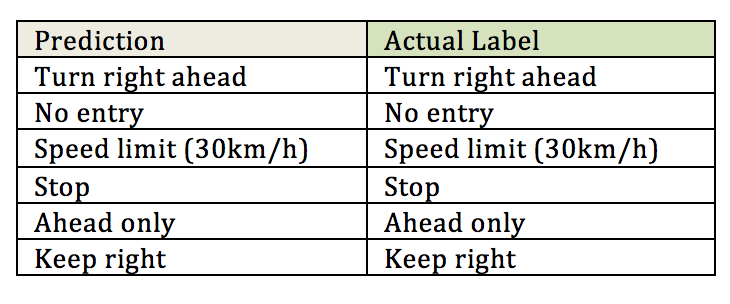 Prediction Actual Label
Turn right ahead Turn right ahead
No entry No entry
Speed limit (30km/h) Speed limit (30km/h)
Stop Stop
Ahead only Ahead only
Keep right Keep right